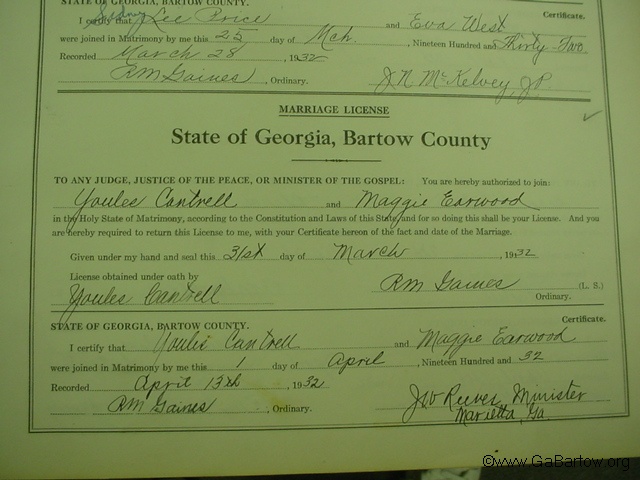 STATE OF GEORGIA, BARTOW COUNTY. Certificate.
I certify that Sidney Lee Price and Eva West
were joined in Matrimony by me this 25 day of Mch. , Nineteen Hundred and Thirty Two
Recorded March 28 , 1932
RM Gaines , Ordinary. J.N. McKelvey, J.P.
MARRIAGE LICENSE
State of Georgia, Bartow County
TO ANY JUDGE, JUSTICE OF THE PEACE, OR MINISTER OF THE GOSPEL: You are hereby authorized to join:
Youles Cantrell and Maggie Earwood
in the Holy State of Matrimony, according to the Constitution and Laws of this State, and for so doing this shall be your License. And you
are hereby required to return this License to me, with your Certificate hereon of the fact and date of the Marriage.
Given under my hand and seal this 31st day of March , 1932
License obtained under oath by RM Gaines (L. S.)
Youles Cantrell Ordinary.
STATE OF GEORGIA, BARTOW COUNTY. Certificate.
I certify that Youlis Cantrell and Maggie Earwood
were joined in Matrimony by me this 1 day of April , Nineteen Hundred and 32
Recorded April 13th , 1932
RM Gaines , Ordinary. JW Reeves, Minister
Marietta, Ga
©www.GaBartow.org